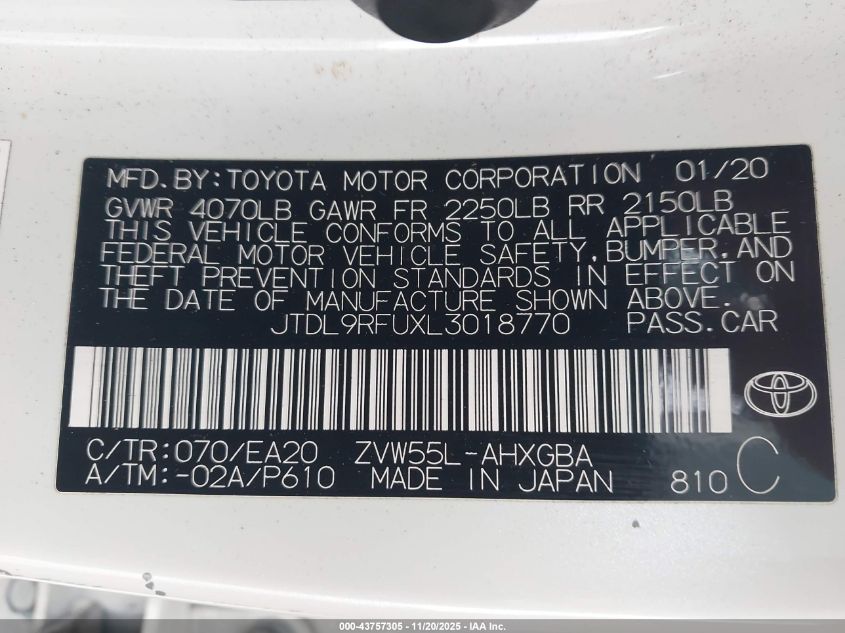 MFD.BY:TOYOTA MOTOR CORPORATION 01/20
GVWR 4070LB GAWR FR 2250LB RR 2150LB
THIS VEHICLE CONFORMS TO ALL APPLICABLE
FEDERAL MOTOR VEHICLE SAFETY,BUMPER,AND
THEFT PREVENTION STANDARDS IN EFFECT ON
THE DATE OF MANUFACTURE SHOWN ABOVE.
JTDL9RFUXL3018770 PASS.CAR
C/TR:070/EA20 ZVW55L-AHXGBA
A/TM:-02A/P610 MADE IN JAPAN 810 C
000-43757305 - 11/20/2025 - IAA Inc.